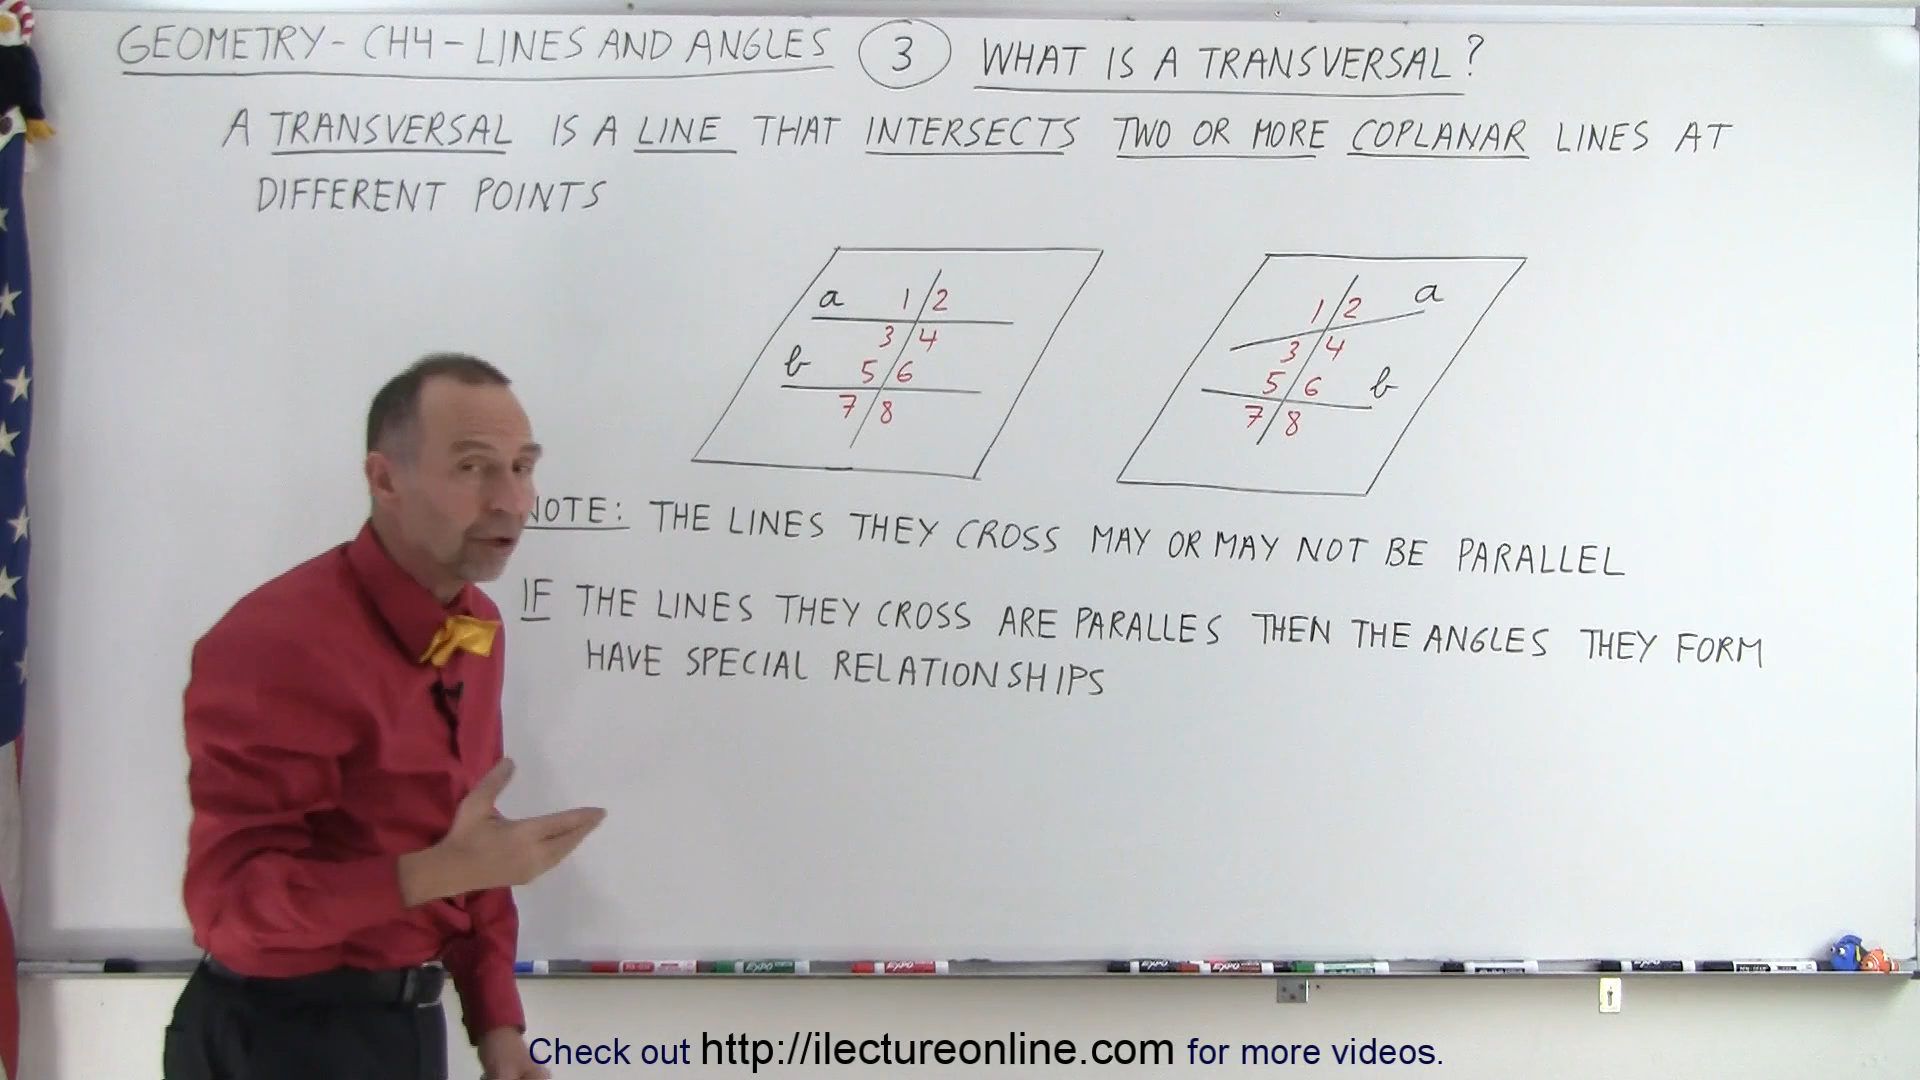 GEOMETRY - CH4 - LINES AND ANGLES 3 WHAT IS A TRANSVERSAL?
A TRANSVERSAL IS A LINE THAT INTERSECTS TWO OR MORE COPLANAR LINES AT
DIFFERENT POINTS
a 1 2
3 4
b 5 6
7 8
1 2 a
3 4
5 6 b
7 8
NOTE: THE LINES THEY CROSS MAY OR MAY NOT BE PARALLEL
IF THE LINES THEY CROSS ARE PARALLES THEN THE ANGLES THEY FORM
HAVE SPECIAL RELATIONSHIPS
Check out http://ilectureonline.com for more videos.